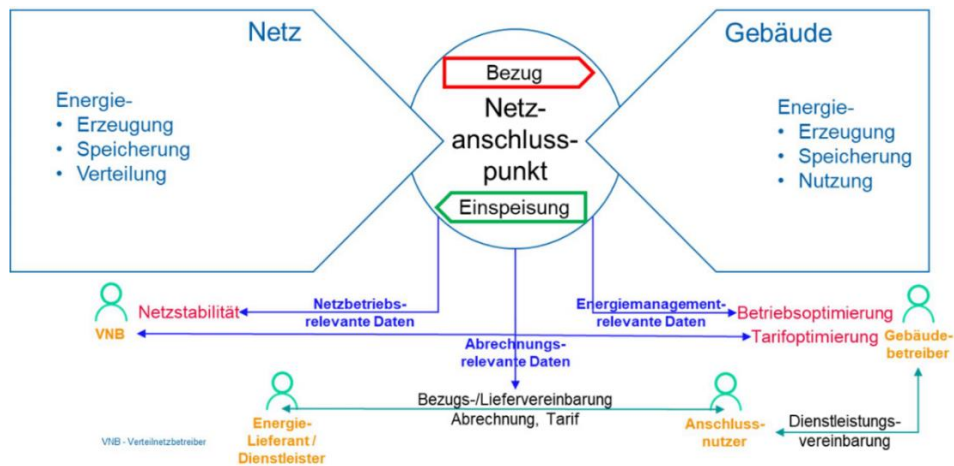 Netz
Gebäude
Bezug
Netz-
anschluss-
punkt
Einspeisung
Energie-
• Erzeugung
• Speicherung
• Verteilung
Energie-
• Erzeugung
• Speicherung
• Nutzung
VNB
Netzstabilität
Netzbetriebs-
relevante Daten
Energiemanagement-
relevante Daten
Betriebsoptimierung
Tarifoptimierung
Gebäude-
betreiber
Abrechnungs-
relevante Daten
Bezugs-/Liefervereinbarung
Abrechnung, Tarif
Energie-
Lieferant /
Dienstleister
Anschluss-
nutzer
Dienstleistungs-
vereinbarung
VNB - Verteilnetzbetreiber